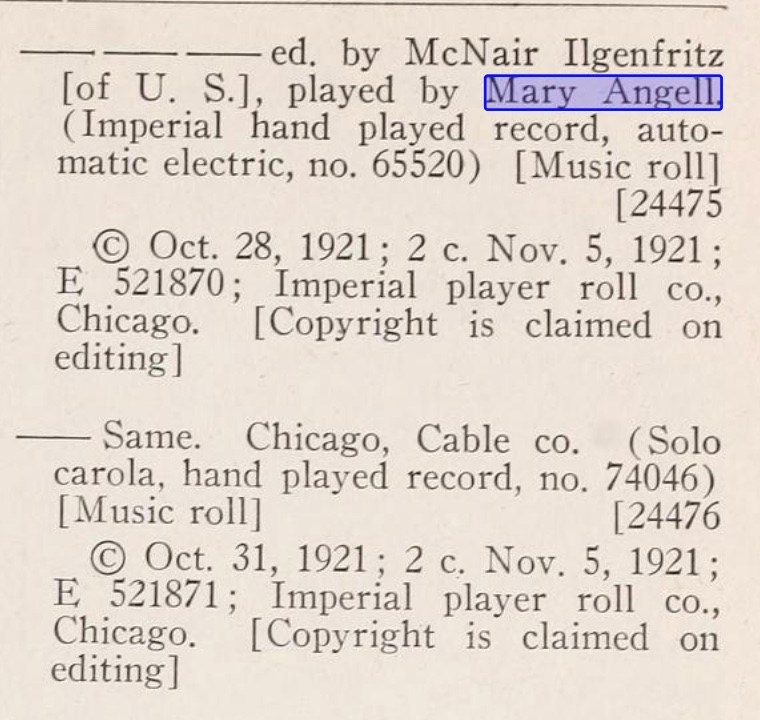 ——— — — ——— ed. by McNair Ilgenfritz
[of U. S.], played by Mary Angell.
(Imperial hand played record, auto-
matic electric, no. 65520) [Music roll]
[24475
© Oct. 28, 1921; 2 c. Nov. 5, 1921;
E 521870; Imperial player roll co.,
Chicago. [Copyright is claimed on
editing]
—— Same. Chicago, Cable co. (Solo
carola, hand played record, no. 74046)
[Music roll] [24476
© Oct. 31, 1921; 2 c. Nov. 5, 1921;
E 521871; Imperial player roll co.,
Chicago. [Copyright is claimed on
editing]